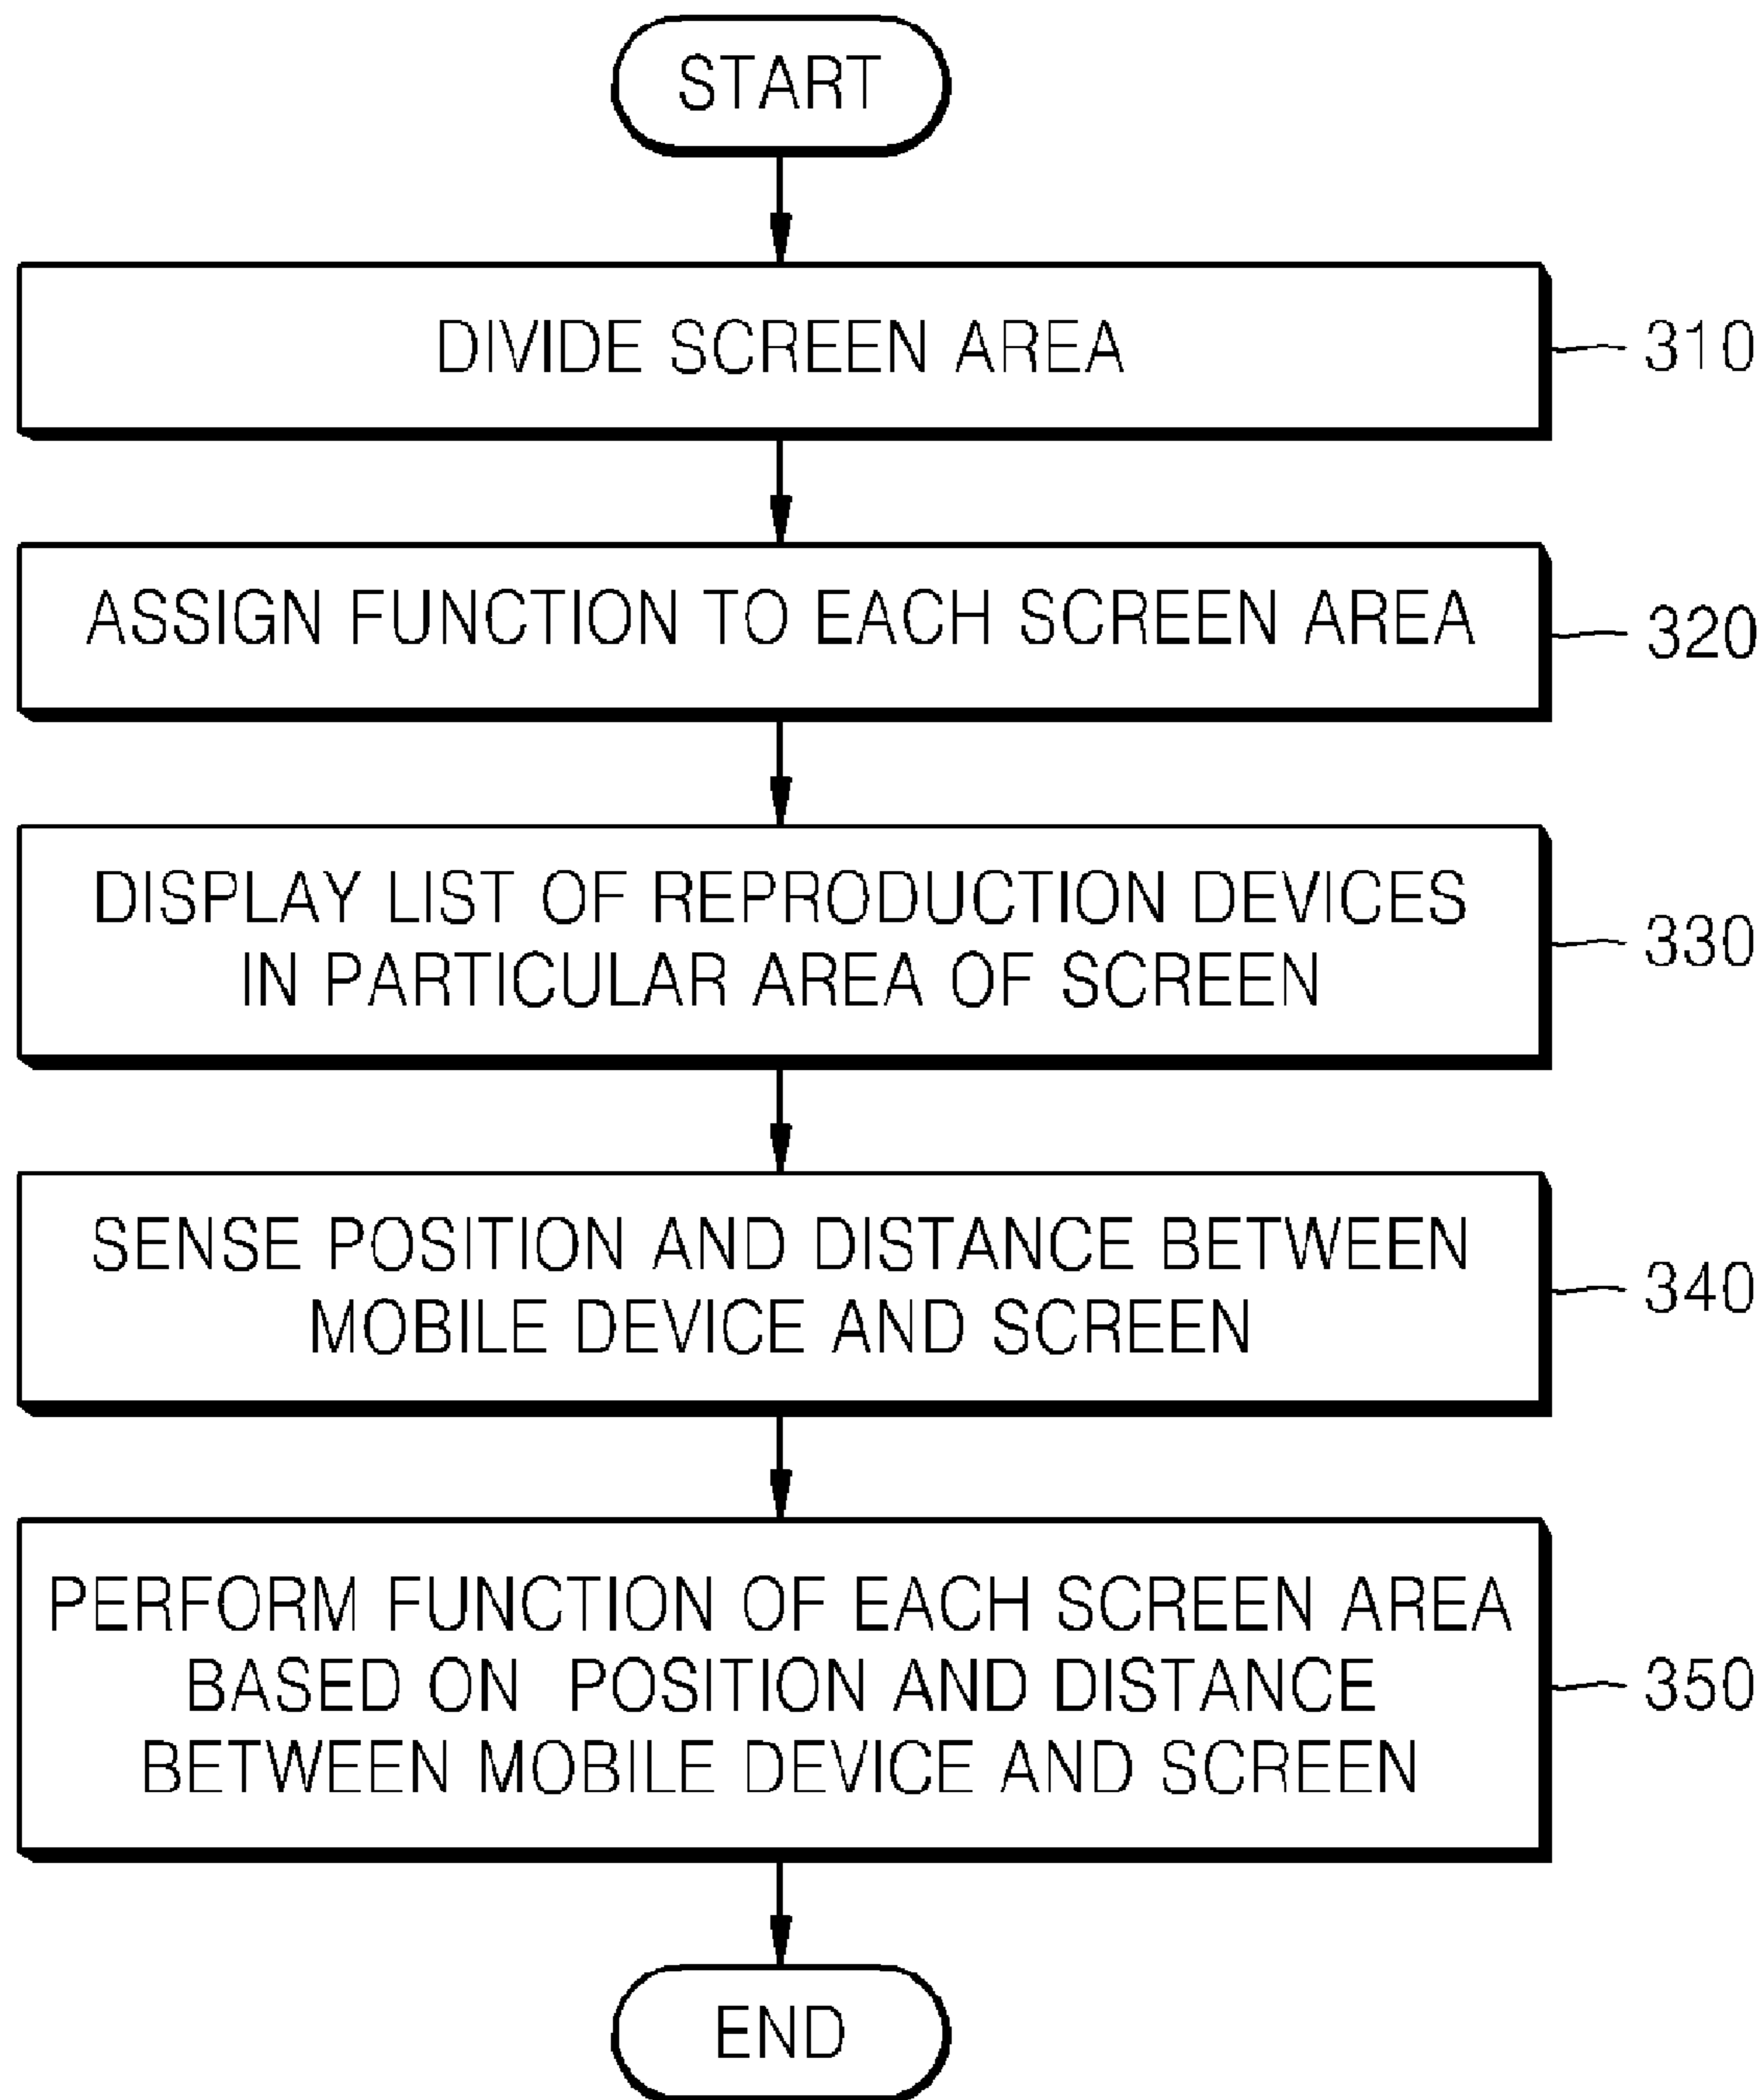 START
DIVIDE SCREEN AREA
310
ASSIGN FUNCTION TO EACH SCREEN AREA
320
DISPLAY LIST OF REPRODUCTION DEVICES
IN PARTICULAR AREA OF SCREEN
330
SENSE POSITION AND DISTANCE BETWEEN
MOBILE DEVICE AND SCREEN
340
PERFORM FUNCTION OF EACH SCREEN AREA
BASED ON POSITION AND DISTANCE
BETWEEN MOBILE DEVICE AND SCREEN
350
END